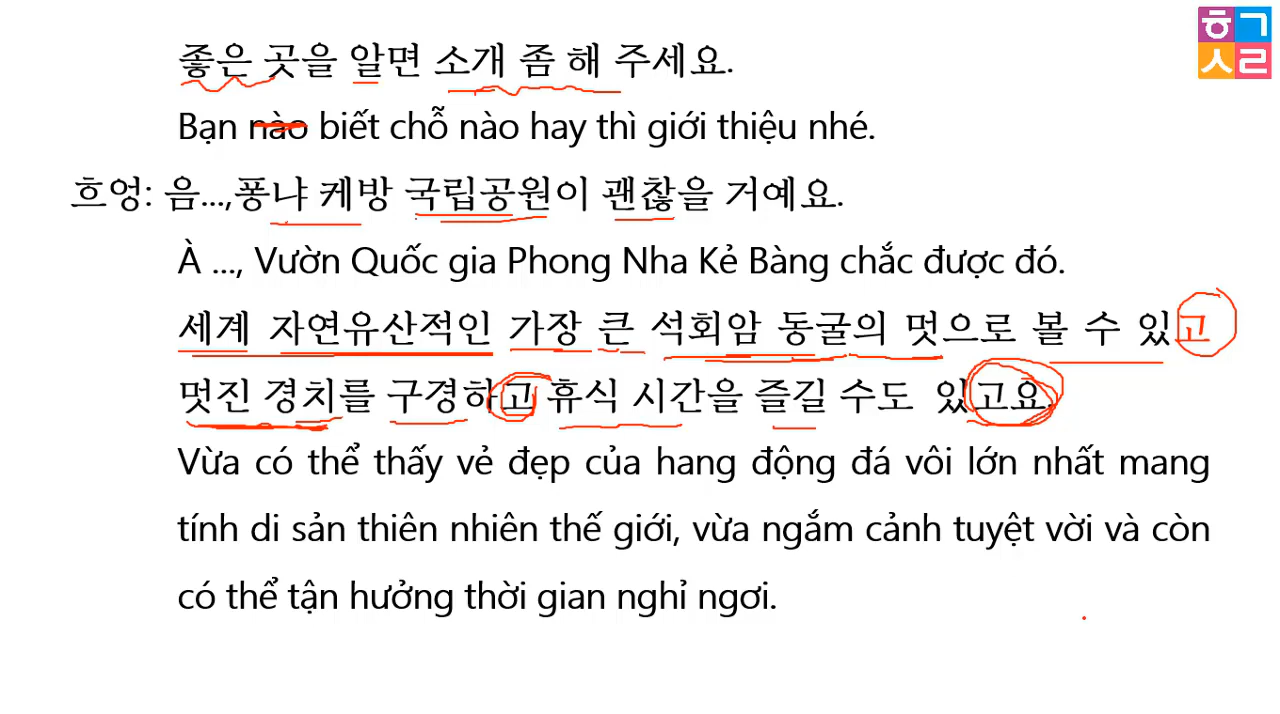 좋은 곳을 알면 소개 좀 해 주세요.
Bạn nào biết chỗ nào hay thì giới thiệu nhé.
흐엉: 음...,퐁냐 케방 국립공원이 괜찮을 거예요.
À ..., Vườn Quốc gia Phong Nha Kẻ Bàng chắc được đó.
세계 자연유산적인 가장 큰 석회암 동굴의 멋으로 볼 수 있고
멋진 경치를 구경하고 휴식 시간을 즐길 수도 있고요.
Vừa có thể thấy vẻ đẹp của hang động đá vôi lớn nhất mang
tính di sản thiên nhiên thế giới, vừa ngắm cảnh tuyệt vời và còn
có thể tận hưởng thời gian nghỉ ngơi.
ㅎㄱ
ㅅㄹ